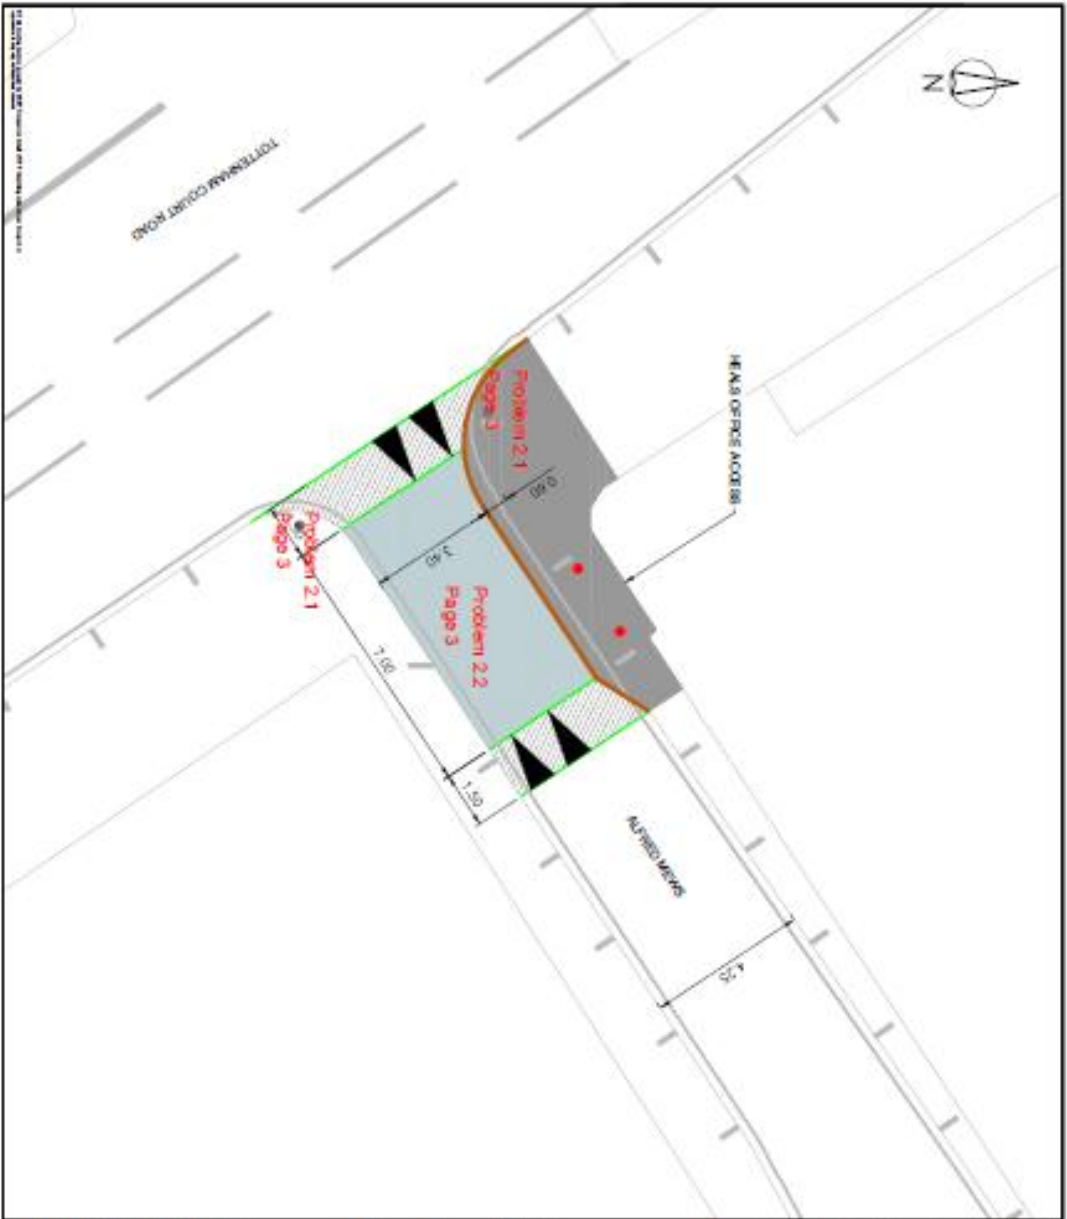 N
TOTTENHAM COURT ROAD
HEALS OFFICE ACCESS
Problem 2.1
Page 3
0.60
3.40
Problem 2.2
Page 3
Problem 2.1
Page 3
7.00
1.50
ALFRED MEWS
4.25